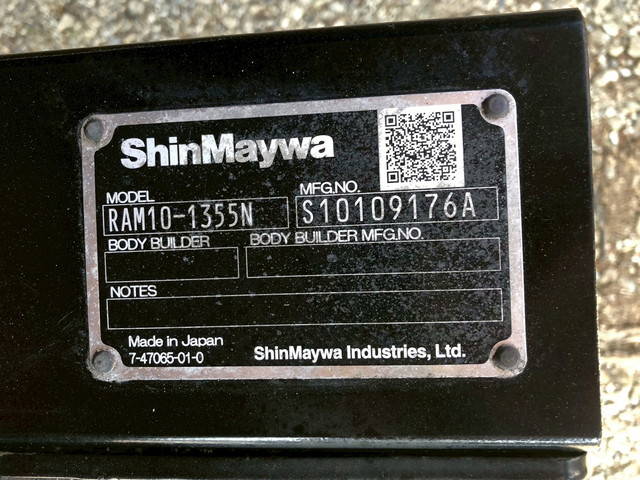 ShinMaywa
MODEL
MFG.NO.
RAM10-1355N
S10109176A
BODY BUILDER
BODY BUILDER MFG.NO.
NOTES
Made in Japan
7-47065-01-0
ShinMaywa Industries, Ltd.